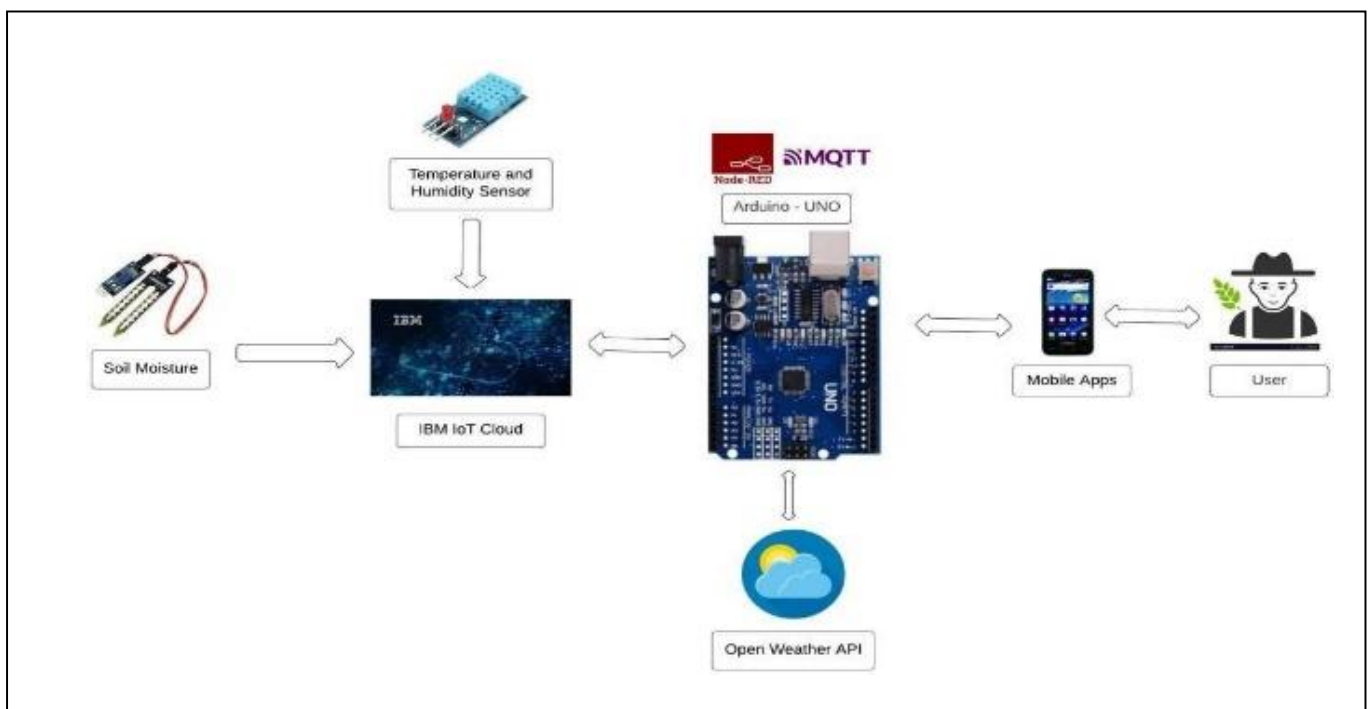 Temperature and
Humidity Sensor
Soil Moisture
IBM
IBM IoT Cloud
Node-RED
MQTT
Arduino - UNO
UNO
Open Weather API
Mobile Apps
User